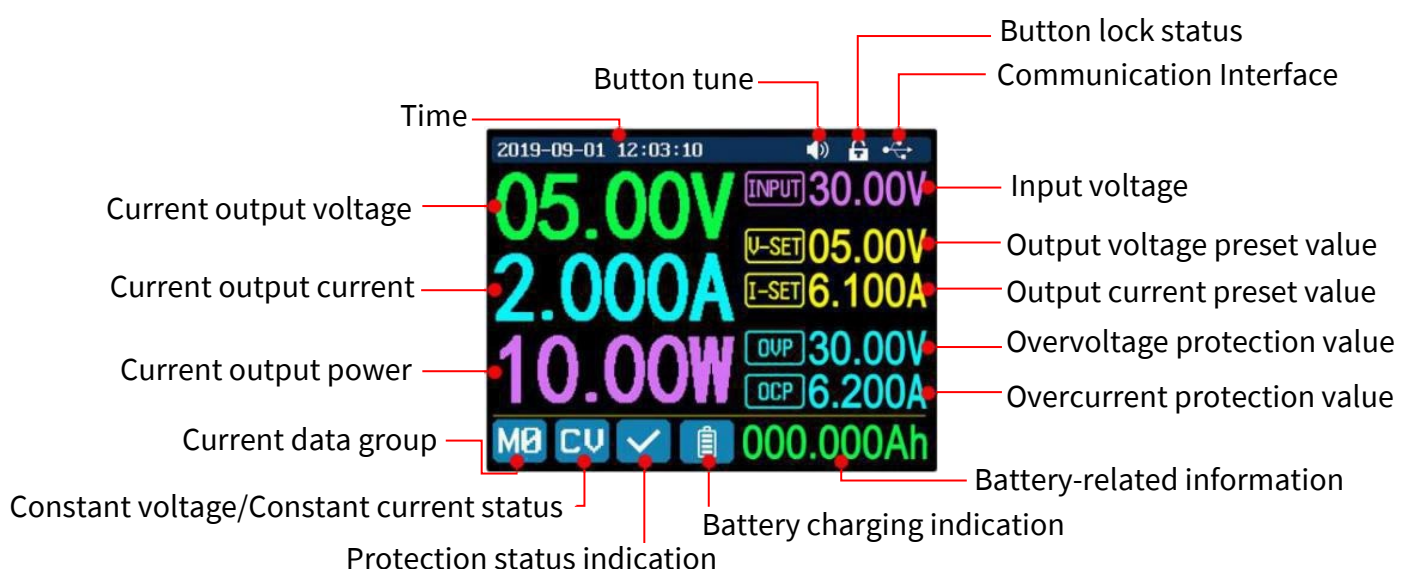 Button lock status
Button tune
Communication Interface
Time
2019-09-01 12:03:10
Current output voltage
05.00V
INPUT 30.00V
Input voltage
V-SET 05.00V
Output voltage preset value
Current output current
2.000A
I-SET 6.100A
Output current preset value
OVP 30.00V
Overvoltage protection value
Current output power
10.00W
OCP 6.200A
Overcurrent protection value
Current data group
M0 CV 000.000Ah
Battery-related information
Constant voltage/Constant current status
Battery charging indication
Protection status indication